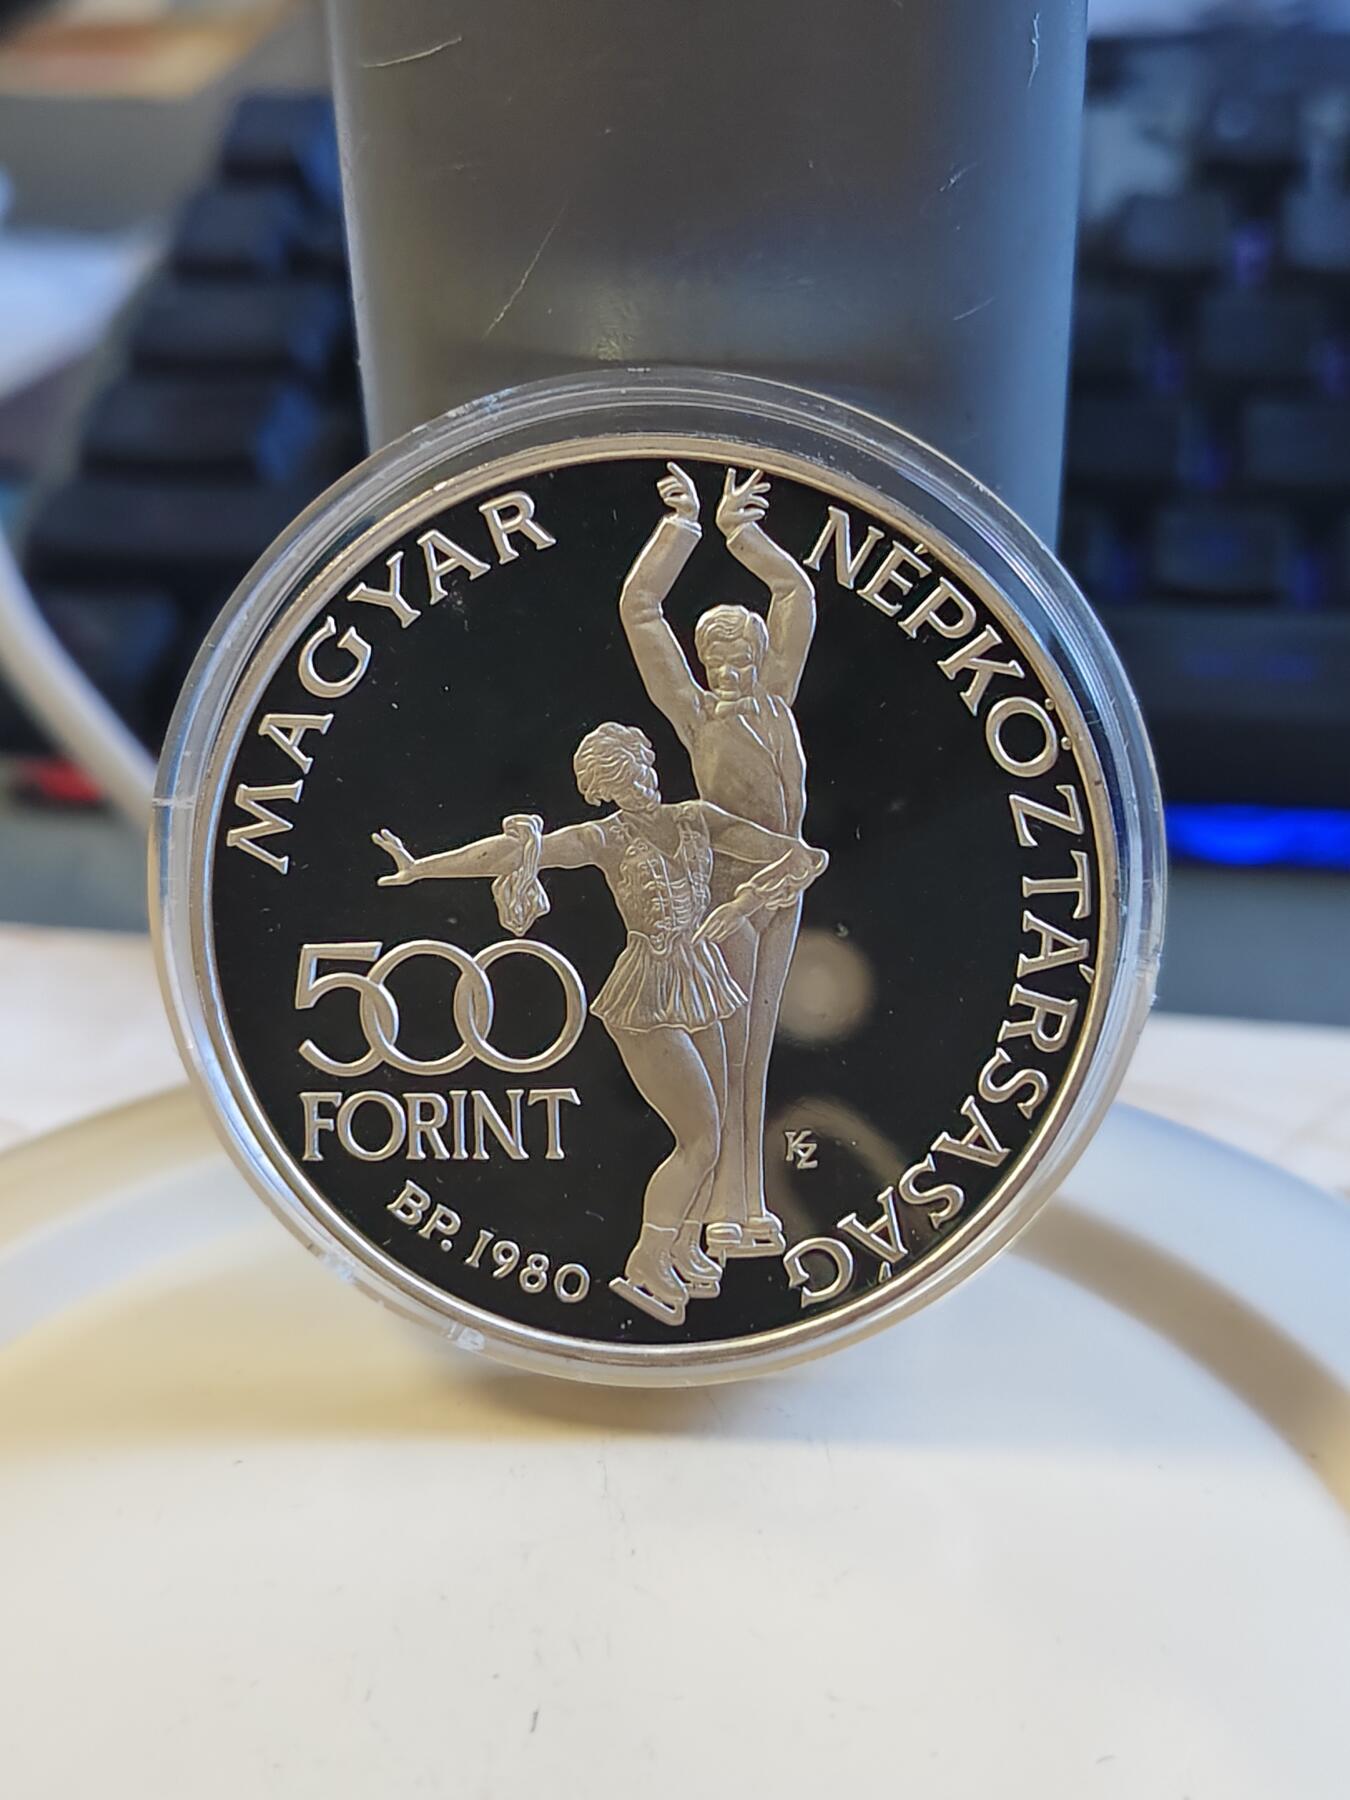 MAGYAR NÉPKÖZTÁRSASÁG
500
FORINT
BP. 1980
KZ